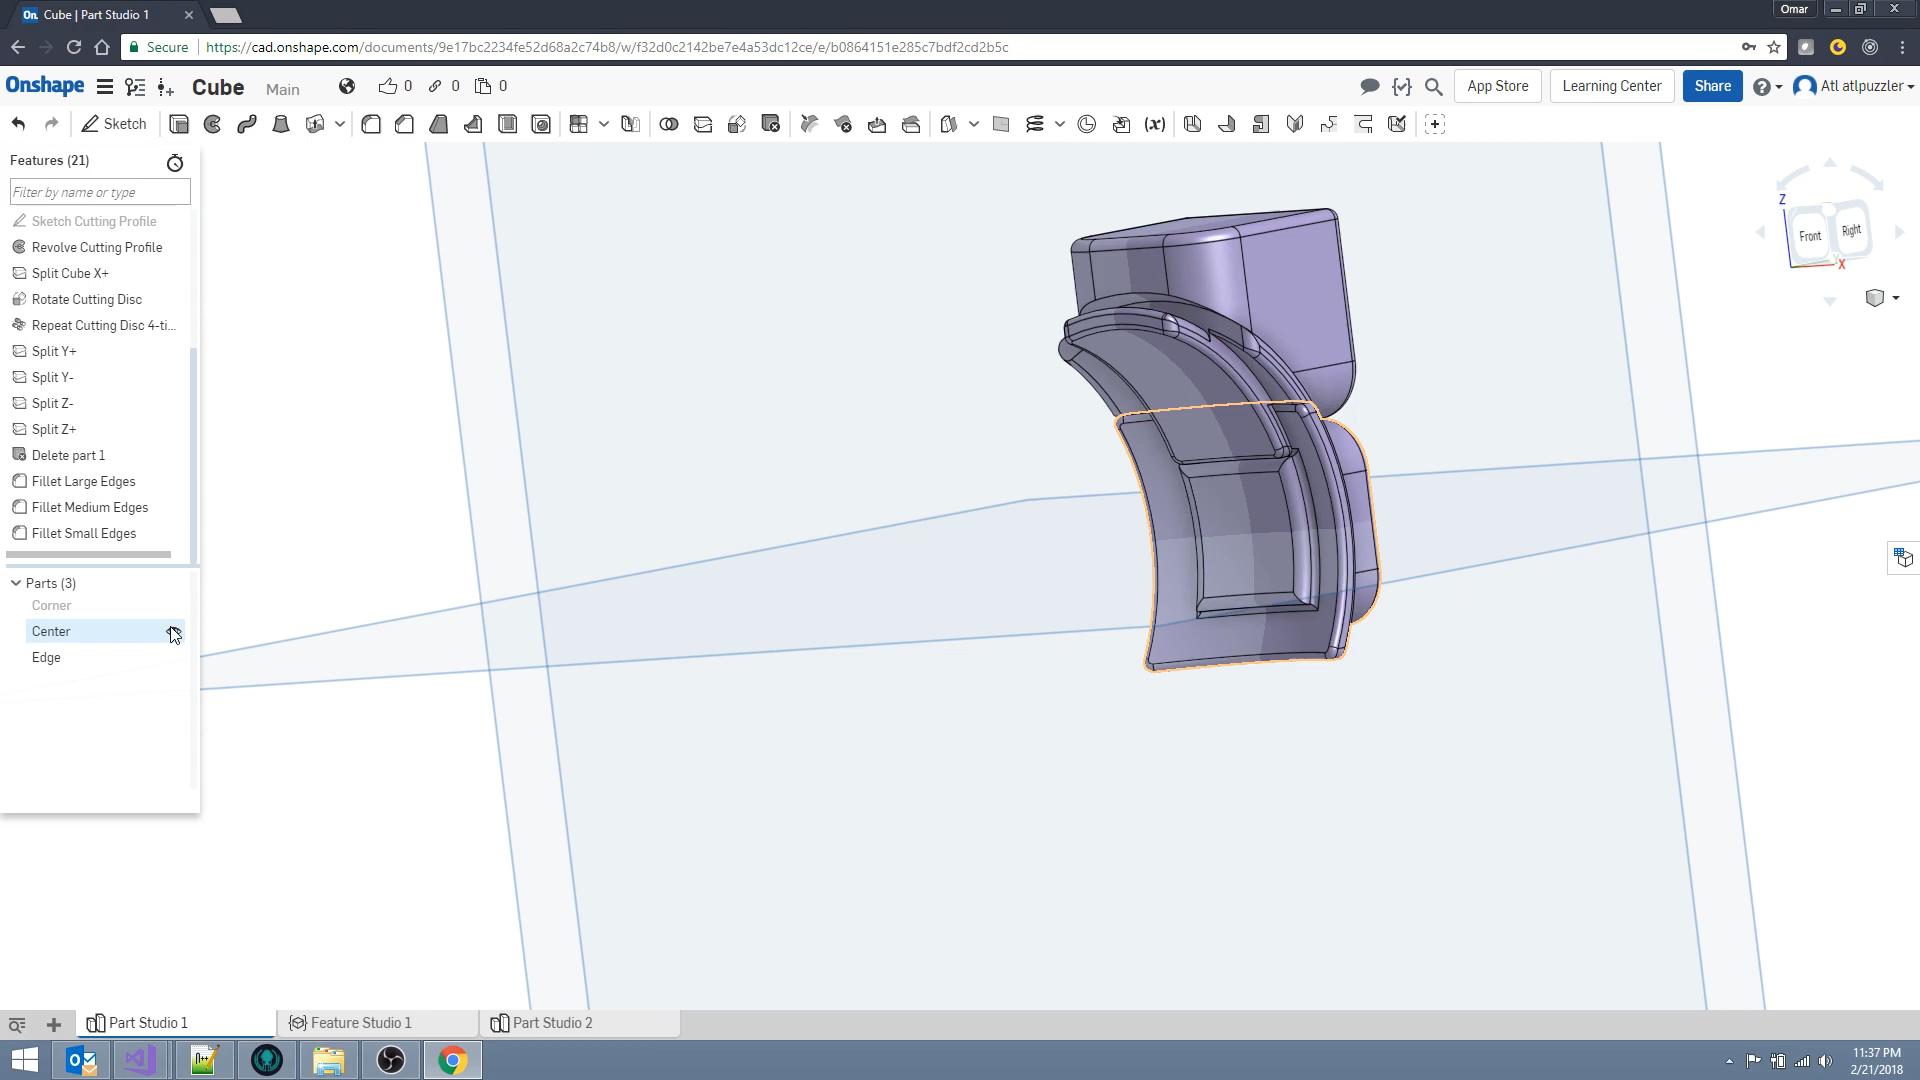 Cube | Part Studio 1
Omar
Secure
https://cad.onshape.com/documents/9e17bc2234fe52d68a2c74b8/w/f32d0c2142be7e4a53dc12ce/e/b0864151e285c7bdf2cd2b5c
Onshape
Cube
Main
0
0
0
App Store
Learning Center
Share
Atl atlpuzzler
Sketch
Features (21)
Filter by name or type
Sketch Cutting Profile
Revolve Cutting Profile
Split Cube X+
Rotate Cutting Disc
Repeat Cutting Disc 4-ti...
Split Y+
Split Y-
Split Z-
Split Z+
Delete part 1
Fillet Large Edges
Fillet Medium Edges
Fillet Small Edges
Parts (3)
Corner
Center
Edge
Z
Front
Right
X
Part Studio 1
Feature Studio 1
Part Studio 2
11:37 PM
2/21/2018